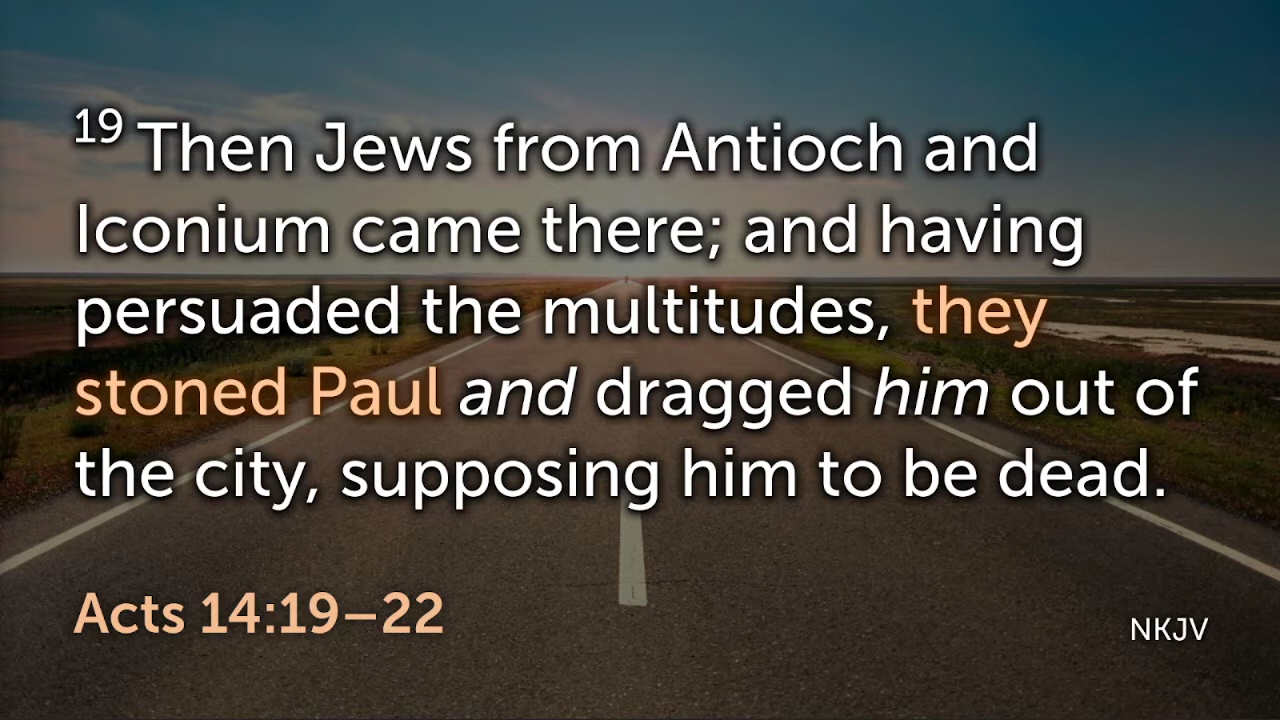 19 Then Jews from Antioch and
Iconium came there; and having
persuaded the multitudes, they
stoned Paul and dragged him out of
the city, supposing him to be dead.
Acts 14:19–22
NKJV